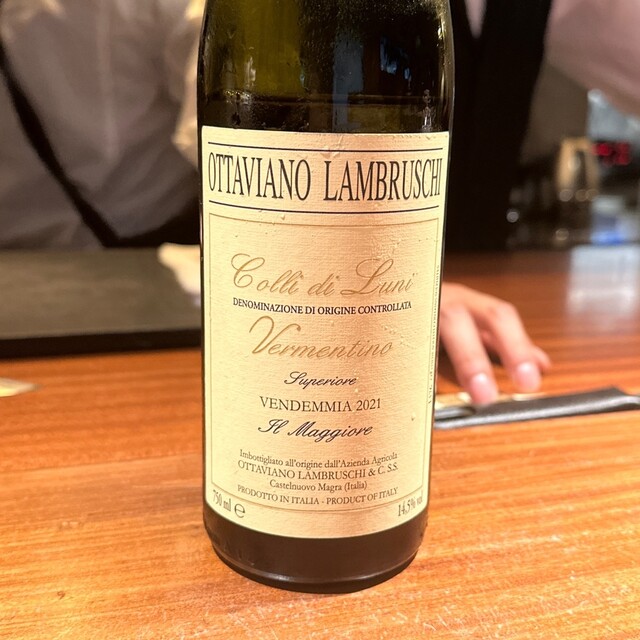 OTTAVIANO LAMBRUSCHI
Colli di Luni
DENOMINAZIONE DI ORIGINE CONTROLLATA
Vermentino
Superiore
VENDEMMIA 2021
Il Maggiore
Imbottigliato all'origine dall'Azienda Agricola
OTTAVIANO LAMBRUSCHI & C. S.S.
Castelnuovo Magra (Italia)
PRODOTTO IN ITALIA - PRODUCT OF ITALY
750 ml e
14,5% vol